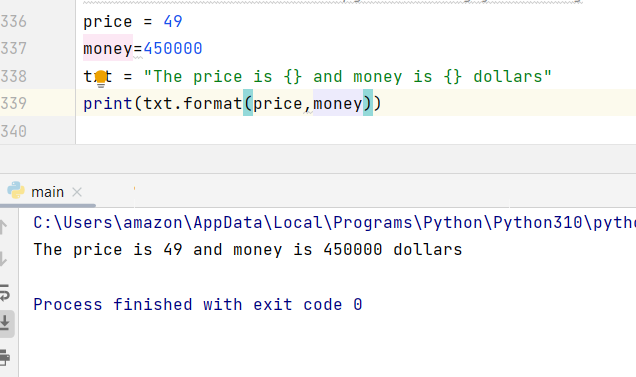 336 price = 49
337 money=450000
338 txt = "The price is {} and money is {} dollars"
339 print(txt.format(price,money))
340
main
C:\Users\amazon\AppData\Local\Programs\Python\Python310\pytho
The price is 49 and money is 450000 dollars
Process finished with exit code 0